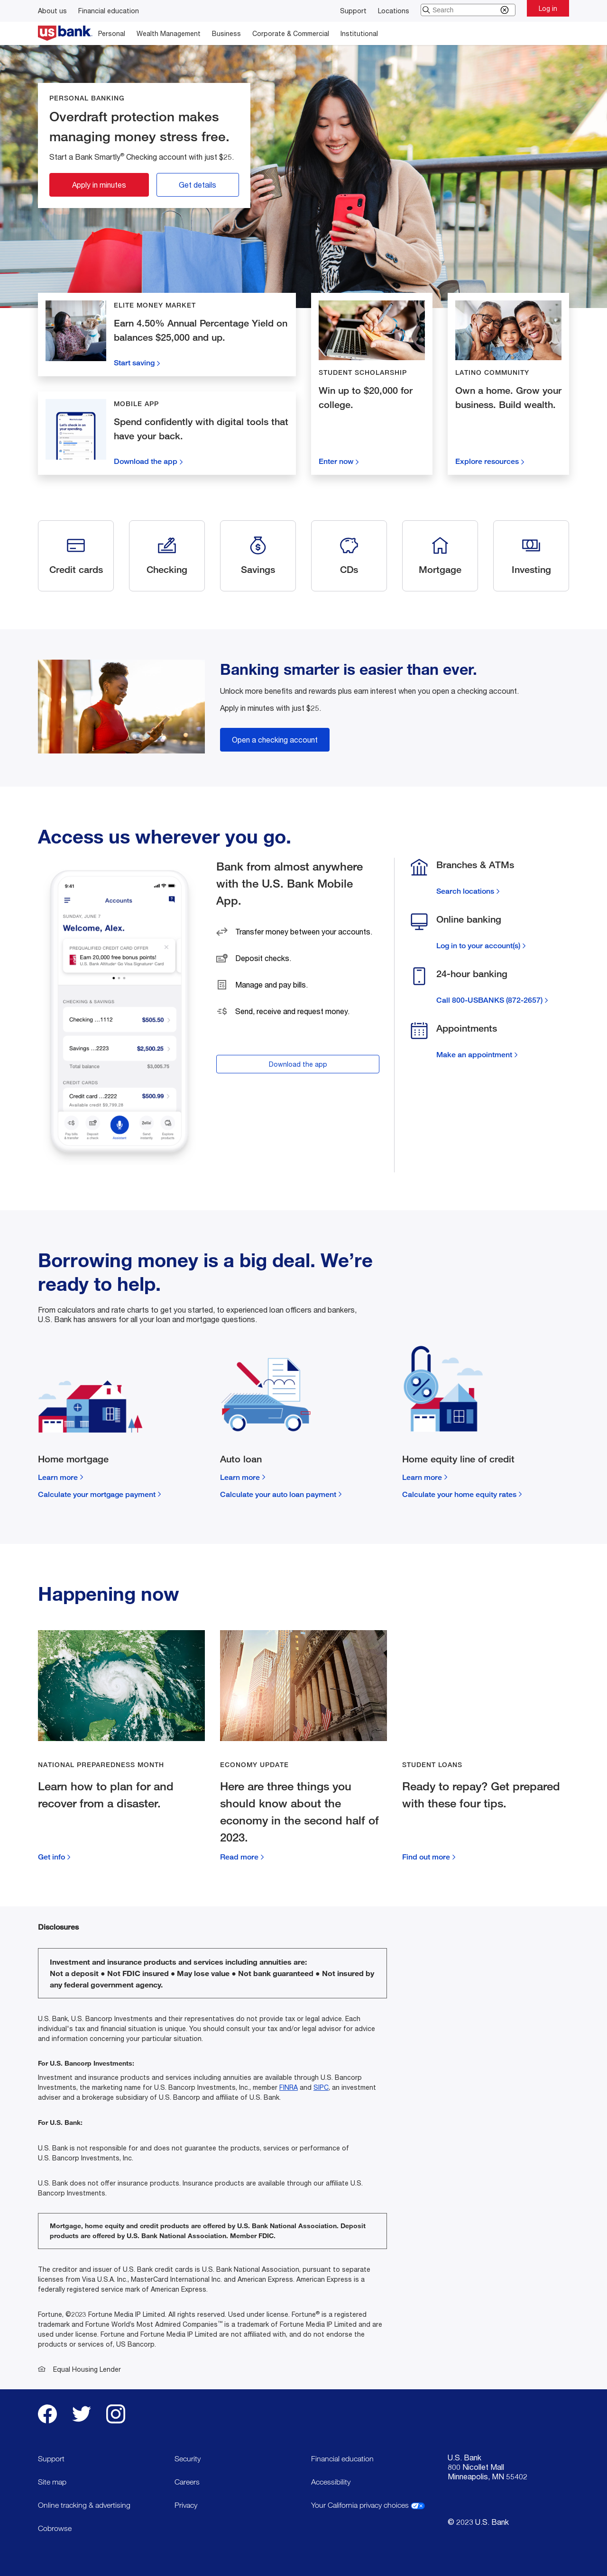 About us Financial education Support Locations Search Log in
usbank Personal Wealth Management Business Corporate & Commercial Institutional
PERSONAL BANKING
Overdraft protection makes
managing money stress free.
Start a Bank Smartly® Checking account with just $25.
Apply in minutes Get details
ELITE MONEY MARKET
Earn 4.50% Annual Percentage Yield on
balances $25,000 and up.
Start saving
MOBILE APP
Spend confidently with digital tools that
have your back.
Download the app
STUDENT SCHOLARSHIP
Win up to $20,000 for
college.
Enter now
LATINO COMMUNITY
Own a home. Grow your
business. Build wealth.
Explore resources
Credit cards Checking Savings CDs Mortgage Investing
Banking smarter is easier than ever.
Unlock more benefits and rewards plus earn interest when you open a checking account.
Apply in minutes with just $25.
Open a checking account
Access us wherever you go.
9:41
Accounts
SUNDAY, JUNE 7
Welcome, Alex.
PREQUALIFIED CREDIT CARD OFFER!
Earn 20,000 free bonus points!
U.S. Bank Altitude® Go Visa Signature® Card
CHECKING & SAVINGS
Checking ...1112 $505.50
Savings ...2223 $2,500.25
Total balance $3,005.75
CREDIT CARDS
Credit card ...2222 $500.99
Available credit $9,759.28
Bank from almost anywhere
with the U.S. Bank Mobile
App.
Transfer money between your accounts.
Deposit checks.
Manage and pay bills.
Send, receive and request money.
Download the app
Branches & ATMs
Search locations
Online banking
Log in to your account(s)
24-hour banking
Call 800-USBANKS (872-2657)
Appointments
Make an appointment
Borrowing money is a big deal. We’re
ready to help.
From calculators and rate charts to get you started, to experienced loan officers and bankers,
U.S. Bank has answers for all your loan and mortgage questions.
Home mortgage
Learn more
Calculate your mortgage payment
Auto loan
Learn more
Calculate your auto loan payment
Home equity line of credit
Learn more
Calculate your home equity rates
Happening now
NATIONAL PREPAREDNESS MONTH
Learn how to plan for and
recover from a disaster.
Get info
ECONOMY UPDATE
Here are three things you
should know about the
economy in the second half of
2023.
Read more
STUDENT LOANS
Ready to repay? Get prepared
with these four tips.
Find out more
Disclosures
Investment and insurance products and services including annuities are:
Not a deposit ● Not FDIC insured ● May lose value ● Not bank guaranteed ● Not insured by
any federal government agency.
U.S. Bank, U.S. Bancorp Investments and their representatives do not provide tax or legal advice. Each
individual's tax and financial situation is unique. You should consult your tax and/or legal advisor for advice
and information concerning your particular situation.
For U.S. Bancorp Investments:
Investment and insurance products and services including annuities are available through U.S. Bancorp
Investments, the marketing name for U.S. Bancorp Investments, Inc., member FINRA and SIPC, an investment
adviser and a brokerage subsidiary of U.S. Bancorp and affiliate of U.S. Bank.
For U.S. Bank:
U.S. Bank is not responsible for and does not guarantee the products, services or performance of
U.S. Bancorp Investments, Inc.
U.S. Bank does not offer insurance products. Insurance products are available through our affiliate U.S.
Bancorp Investments.
Mortgage, home equity and credit products are offered by U.S. Bank National Association. Deposit
products are offered by U.S. Bank National Association. Member FDIC.
The creditor and issuer of U.S. Bank credit cards is U.S. Bank National Association, pursuant to separate
licenses from Visa U.S.A. Inc., MasterCard International Inc. and American Express. American Express is a
federally registered service mark of American Express.
Fortune, ©2023 Fortune Media IP Limited. All rights reserved. Used under license. Fortune® is a registered
trademark and Fortune World's Most Admired Companies™ is a trademark of Fortune Media IP Limited and are
used under license. Fortune and Fortune Media IP Limited are not affiliated with, and do not endorse the
products or services of, US Bancorp.
Equal Housing Lender
Support Security Financial education
Site map Careers Accessibility
Online tracking & advertising Privacy Your California privacy choices
Cobrowse
U.S. Bank
800 Nicollet Mall
Minneapolis, MN 55402
© 2023 U.S. Bank